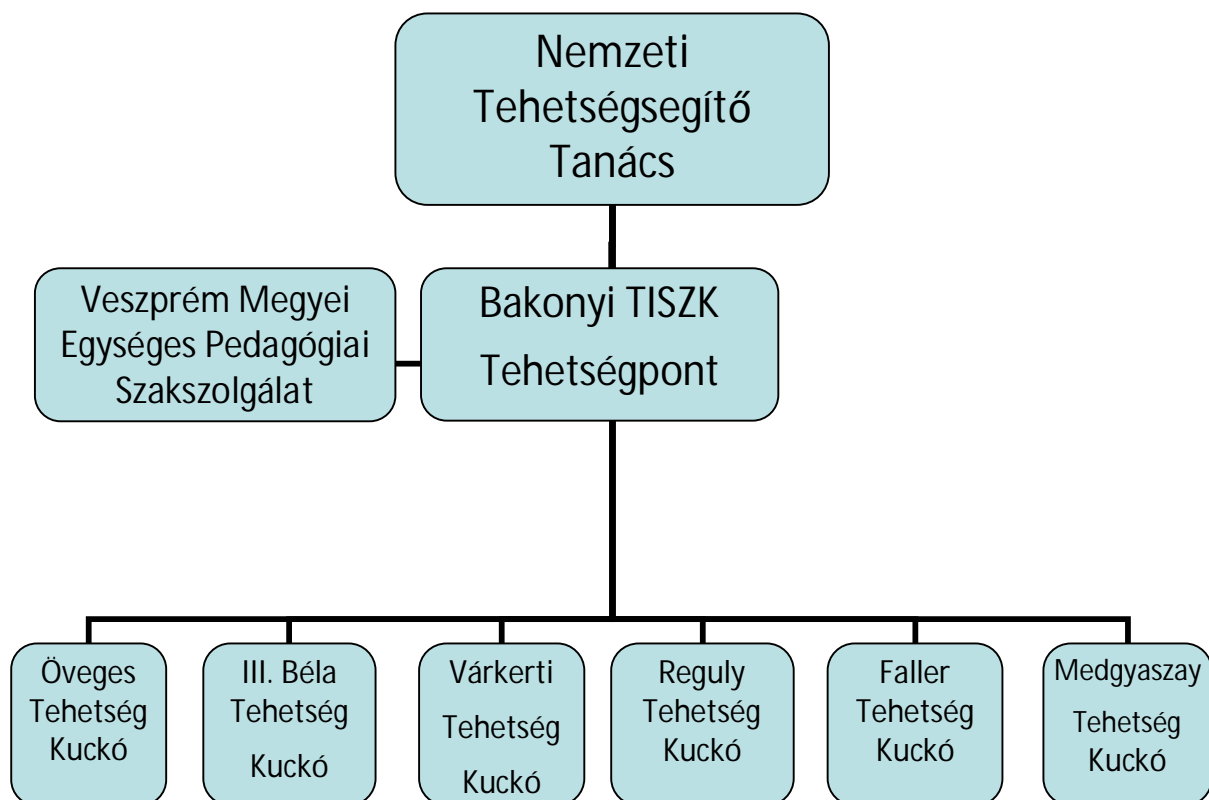 Nemzeti
Tehetségsegítő
Tanács
Veszprém Megyei
Egységes Pedagógiai
Szakszolgálat
Bakonyi TISZK
Tehetségpont
Öveges
Tehetség
Kuckó
III. Béla
Tehetség
Kuckó
Várkerti
Tehetség
Kuckó
Reguly
Tehetség
Kuckó
Faller
Tehetség
Kuckó
Medgyaszay
Tehetség
Kuckó